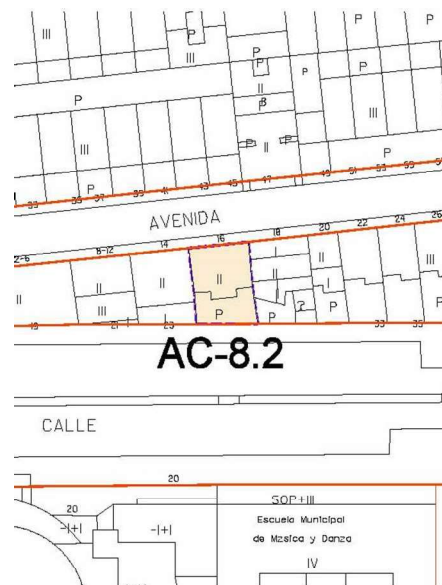 III
P
P
P
III
P
P
II
P
P
III
III
P
P
II
P
P
33
35
37
39
41
43
45
47
49
51
53
AVENIDA
2-6
8-12
14
16
18
20
22
24
26
II
II
III
II
II
II
II
I
II
I
III
P
P
P
P
21
23
33
35
AC-8.2
CALLE
20
20
SOP+III
-I+I
-I+I
Escuela Municipal
de Mzsica y Danza
IV